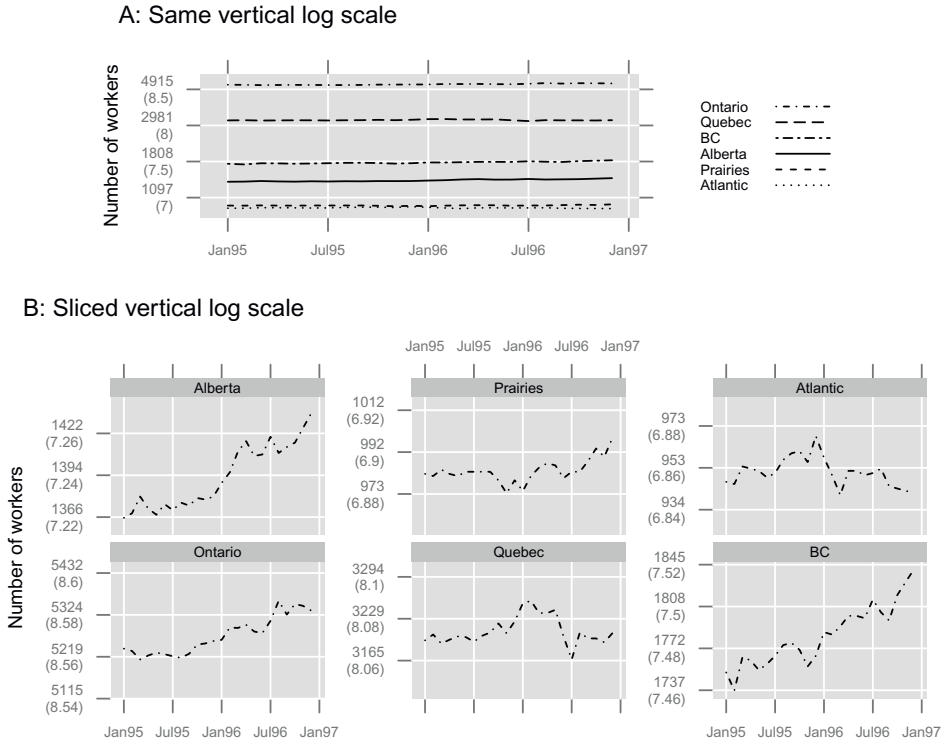 A: Same vertical log scale
Number of workers
4915
(8.5)
2981
(8)
1808
(7.5)
1097
(7)
Jan95 Jul95 Jan96 Jul96 Jan97
Ontario
Quebec
BC
Alberta
Prairies
Atlantic
B: Sliced vertical log scale
Number of workers
Jan95 Jul95 Jan96 Jul96 Jan97
Alberta
1422
(7.26)
1394
(7.24)
1366
(7.22)
Prairies
1012
(6.92)
992
(6.9)
973
(6.88)
Atlantic
973
(6.88)
953
(6.86)
934
(6.84)
Ontario
5432
(8.6)
5324
(8.58)
5219
(8.56)
5115
(8.54)
Quebec
3294
(8.1)
3229
(8.08)
3165
(8.06)
BC
1845
(7.52)
1808
(7.5)
1772
(7.48)
1737
(7.46)
Jan95 Jul95 Jan96 Jul96 Jan97
Jan95 Jul95 Jan96 Jul96 Jan97